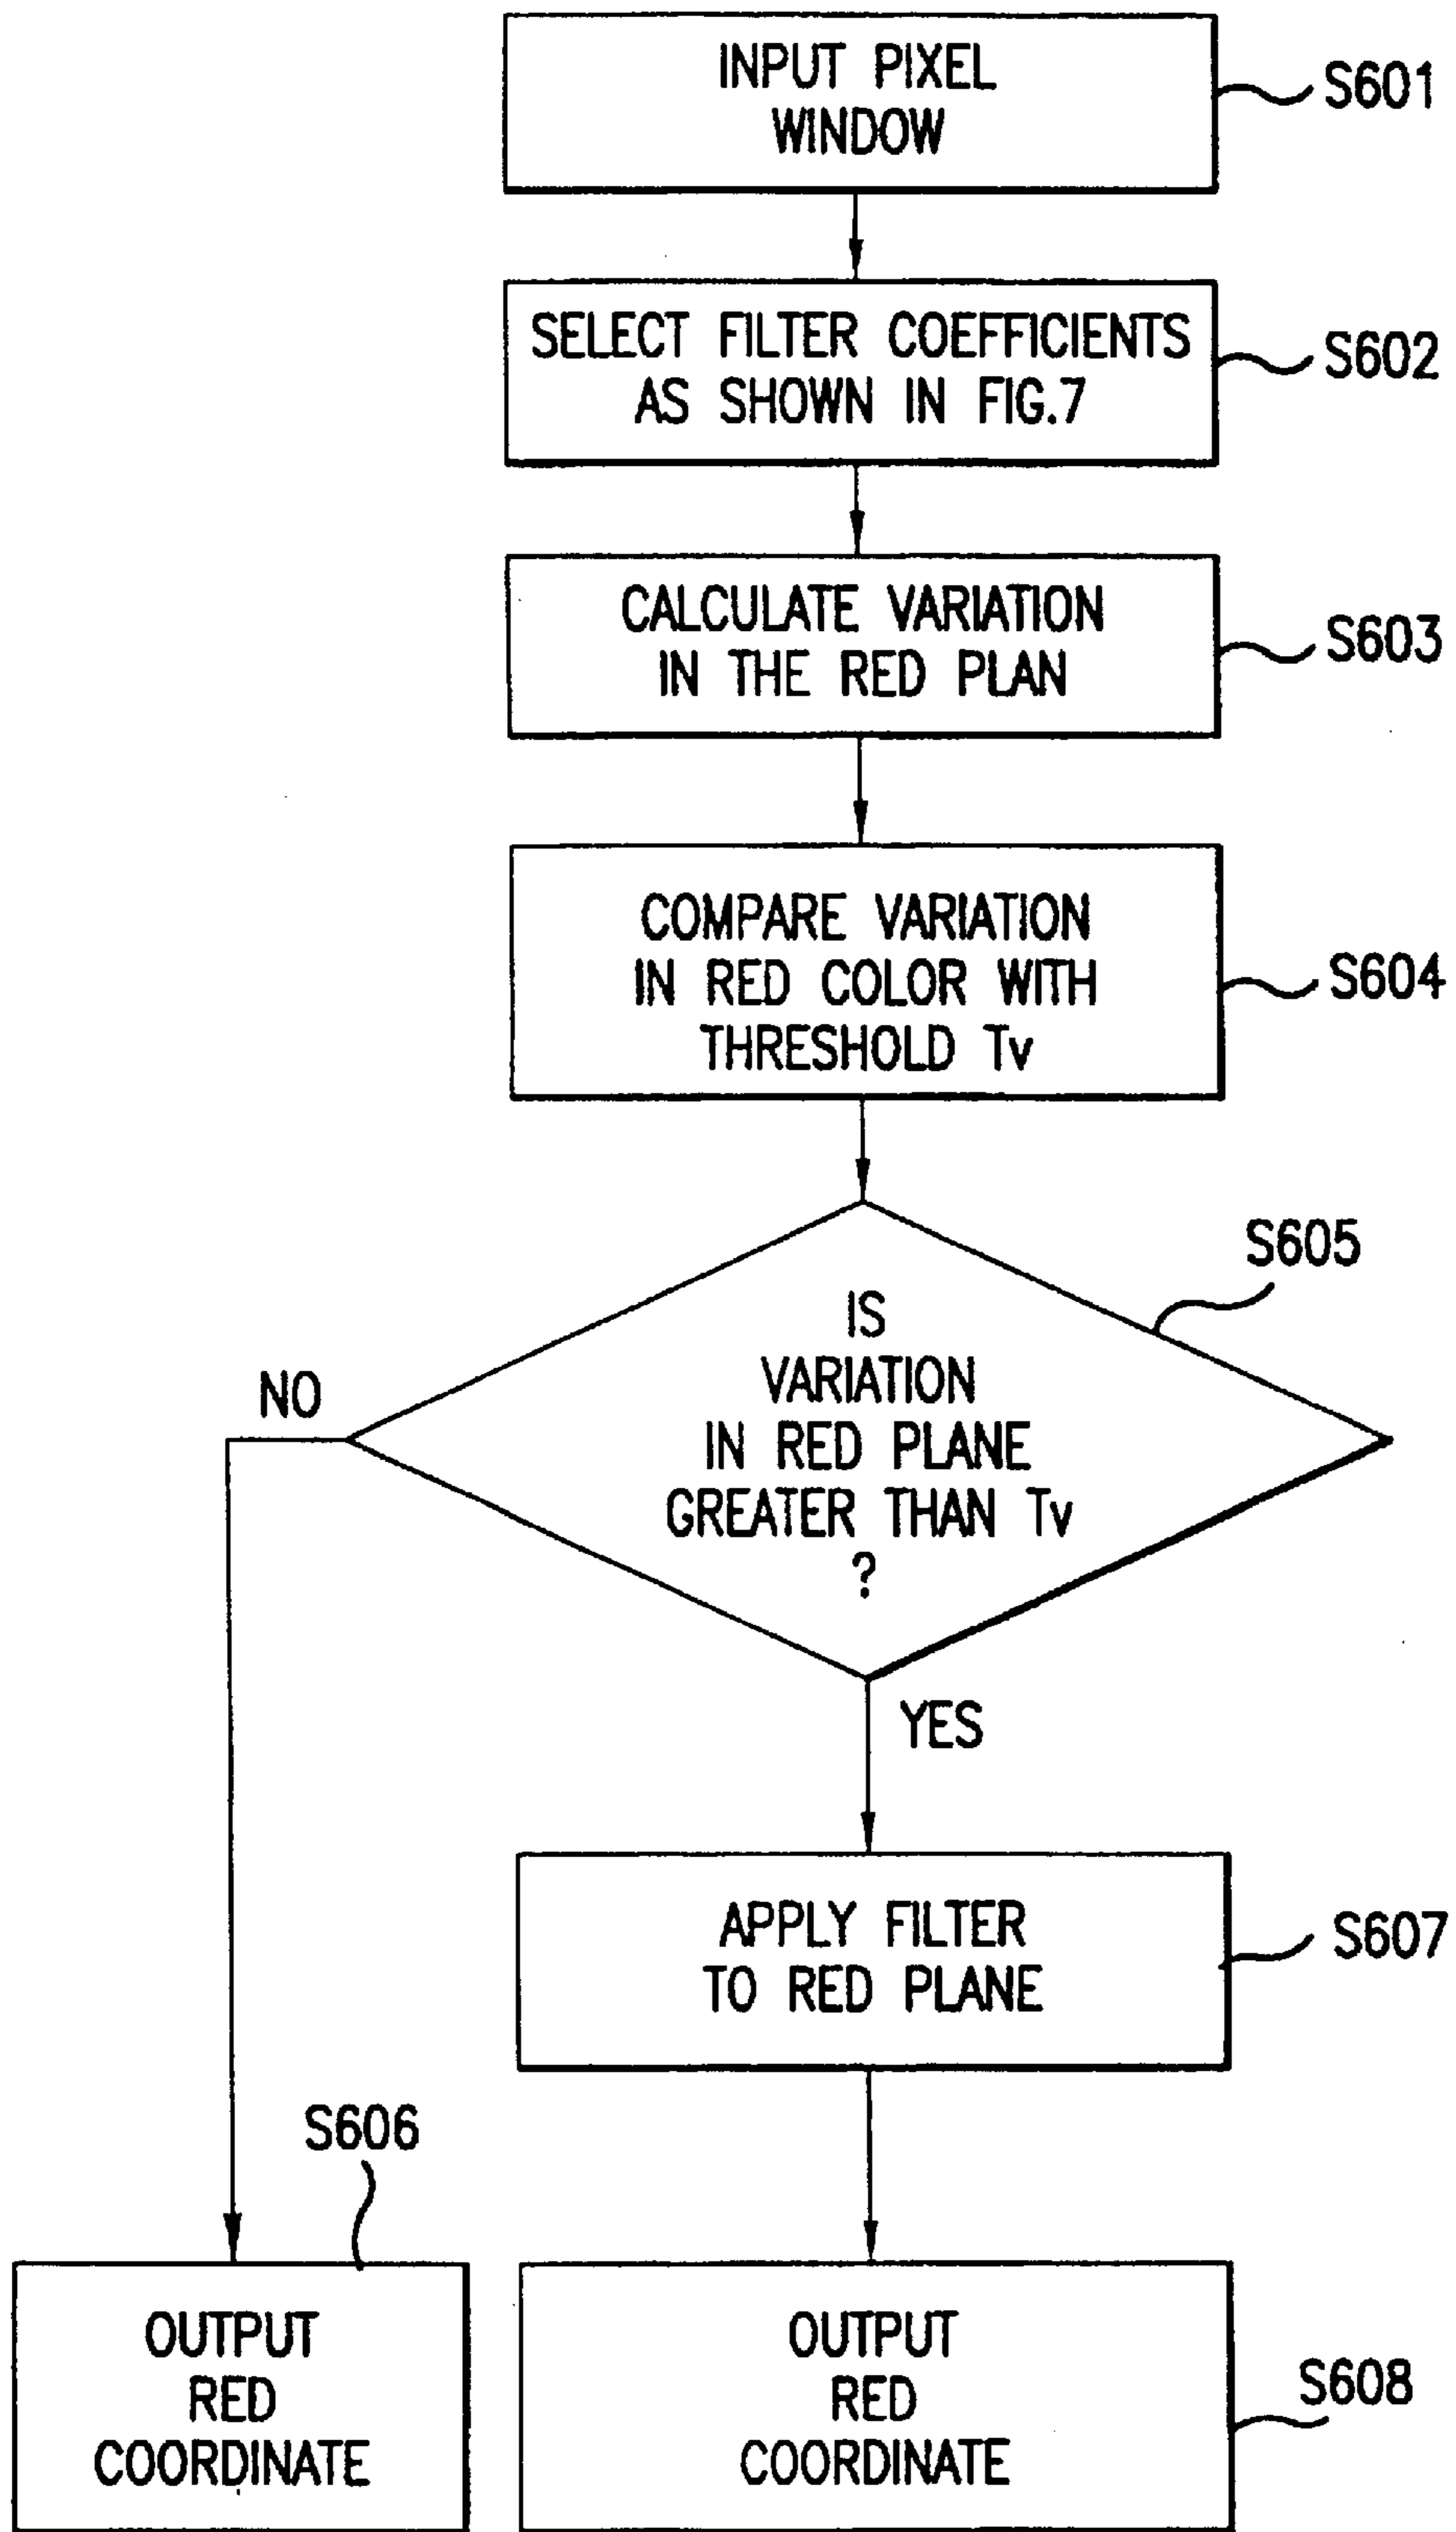 INPUT PIXEL
WINDOW
S601
SELECT FILTER COEFFICIENTS
AS SHOWN IN FIG.7
S602
CALCULATE VARIATION
IN THE RED PLAN
S603
COMPARE VARIATION
IN RED COLOR WITH
THRESHOLD Tv
S604
S605
IS
VARIATION
IN RED PLANE
GREATER THAN Tv
?
NO
YES
APPLY FILTER
TO RED PLANE
S607
S606
OUTPUT
RED
COORDINATE
OUTPUT
RED
COORDINATE
S608